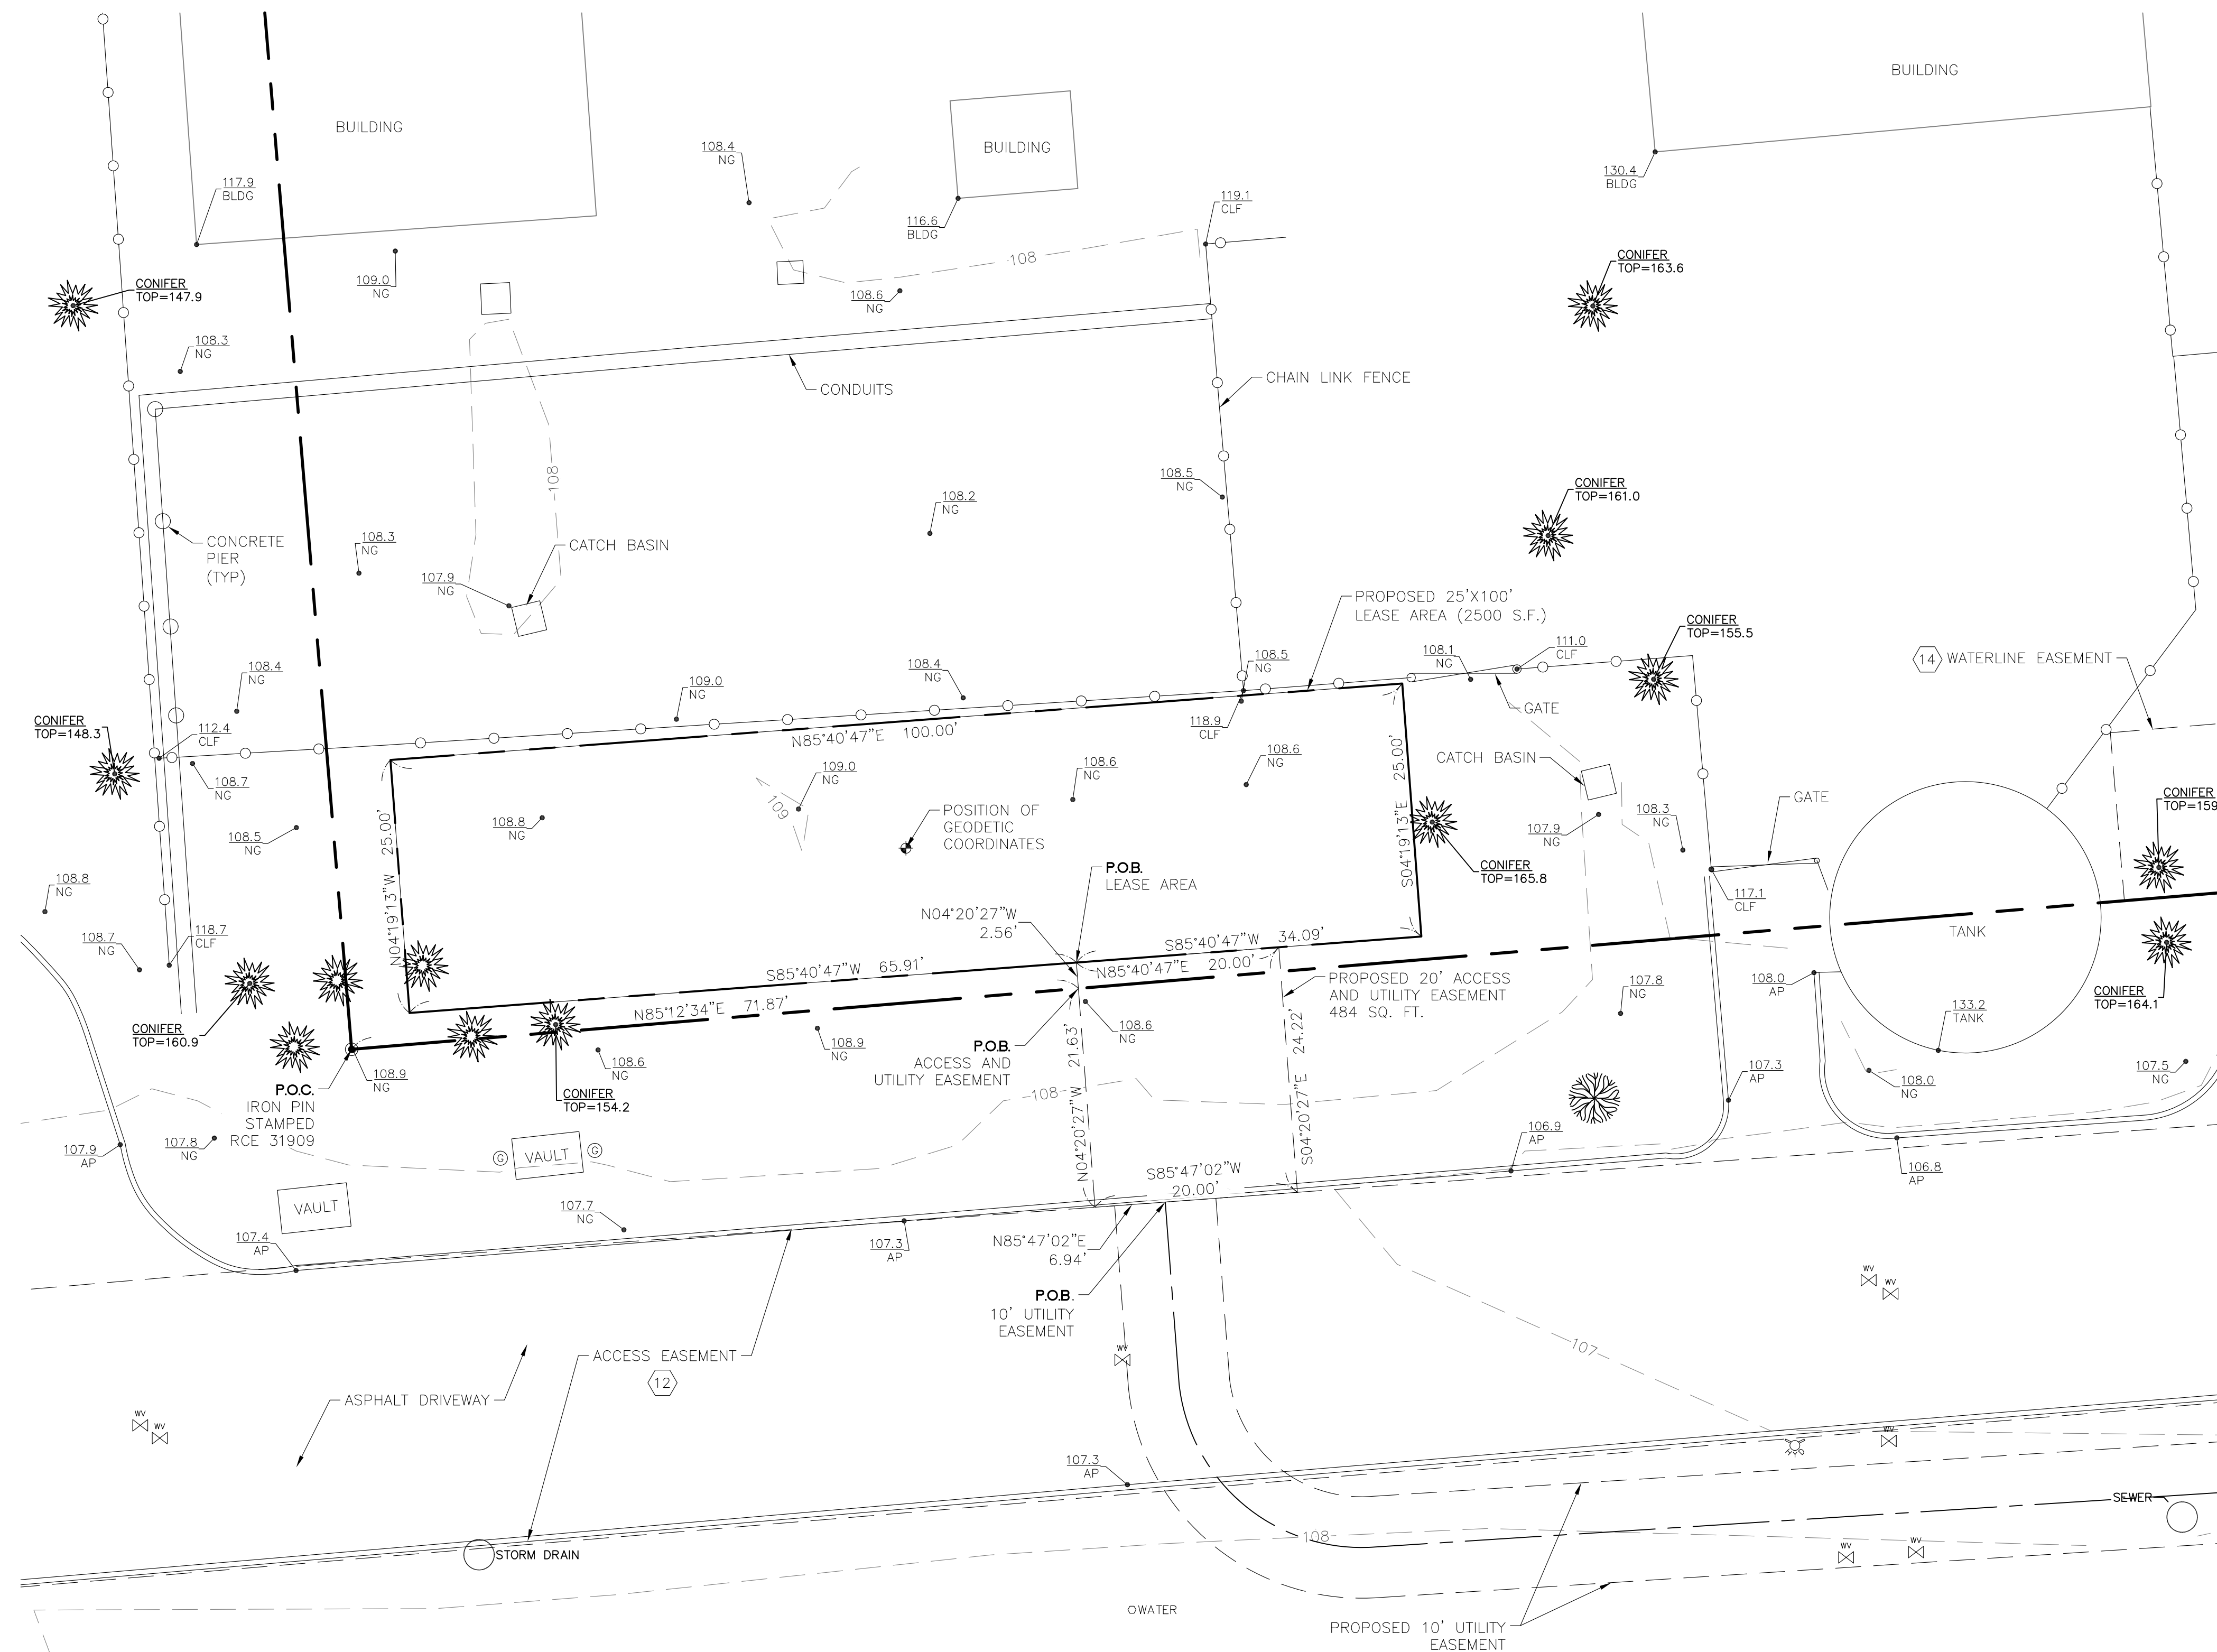 BUILDING
BUILDING
BUILDING
108.4
NG
117.9
BLDG
130.4
BLDG
119.1
CLF
116.6
BLDG
108
CONIFER
TOP=163.6
CONIFER
TOP=147.9
109.0
NG
108.6
NG
108.3
NG
CHAIN LINK FENCE
CONDUITS
108
108.5
NG
CONIFER
TOP=161.0
108.2
NG
CONCRETE
PIER
(TYP)
108.3
NG
CATCH BASIN
107.9
NG
PROPOSED 25'X100'
LEASE AREA (2500 S.F.)
CONIFER
TOP=155.5
108.1
NG
111.0
CLF
14
WATERLINE EASEMENT
108.4
NG
109.0
NG
108.4
NG
108.5
NG
GATE
CONIFER
TOP=148.3
112.4
CLF
118.9
CLF
N85°40'47"E 100.00'
S04°19'13"E 25.00'
CATCH BASIN
108.7
NG
109.0
NG
108.6
NG
108.6
NG
GATE
CONIFER
TOP=159
109
108.3
NG
N04°19'13"W 25.00'
108.8
NG
POSITION OF
GEODETIC
COORDINATES
107.9
NG
108.5
NG
P.O.B.
LEASE AREA
CONIFER
TOP=165.8
108.8
NG
117.1
CLF
N04°20'27"W
2.56'
108.7
NG
118.7
CLF
S85°40'47"W 34.09'
TANK
S85°40'47"W 65.91'
N85°40'47"E 20.00'
PROPOSED 20' ACCESS
AND UTILITY EASEMENT
484 SQ. FT.
107.8
NG
108.0
AP
CONIFER
TOP=164.1
N85°12'34"E 71.87'
CONIFER
TOP=160.9
108.6
NG
133.2
TANK
P.O.B.
ACCESS AND
UTILITY EASEMENT
108.9
NG
108.6
NG
108.9
NG
107.3
AP
107.5
NG
108.0
NG
P.O.C.
IRON PIN
STAMPED
RCE 31909
CONIFER
TOP=154.2
108
N04°20'27"W 21.63'
S04°20'27"E 24.22'
106.9
AP
107.9
AP
107.8
NG
G
VAULT
G
106.8
AP
S85°47'02"W
20.00'
VAULT
107.7
NG
107.4
AP
107.3
AP
N85°47'02"E
6.94'
WV
WV
P.O.B.
10' UTILITY
EASEMENT
107
WV
ACCESS EASEMENT
12
ASPHALT DRIVEWAY
WV
WV
WV
107.3
AP
SEWER
108
STORM DRAIN
WV
WV
WATER
PROPOSED 10' UTILITY
EASEMENT